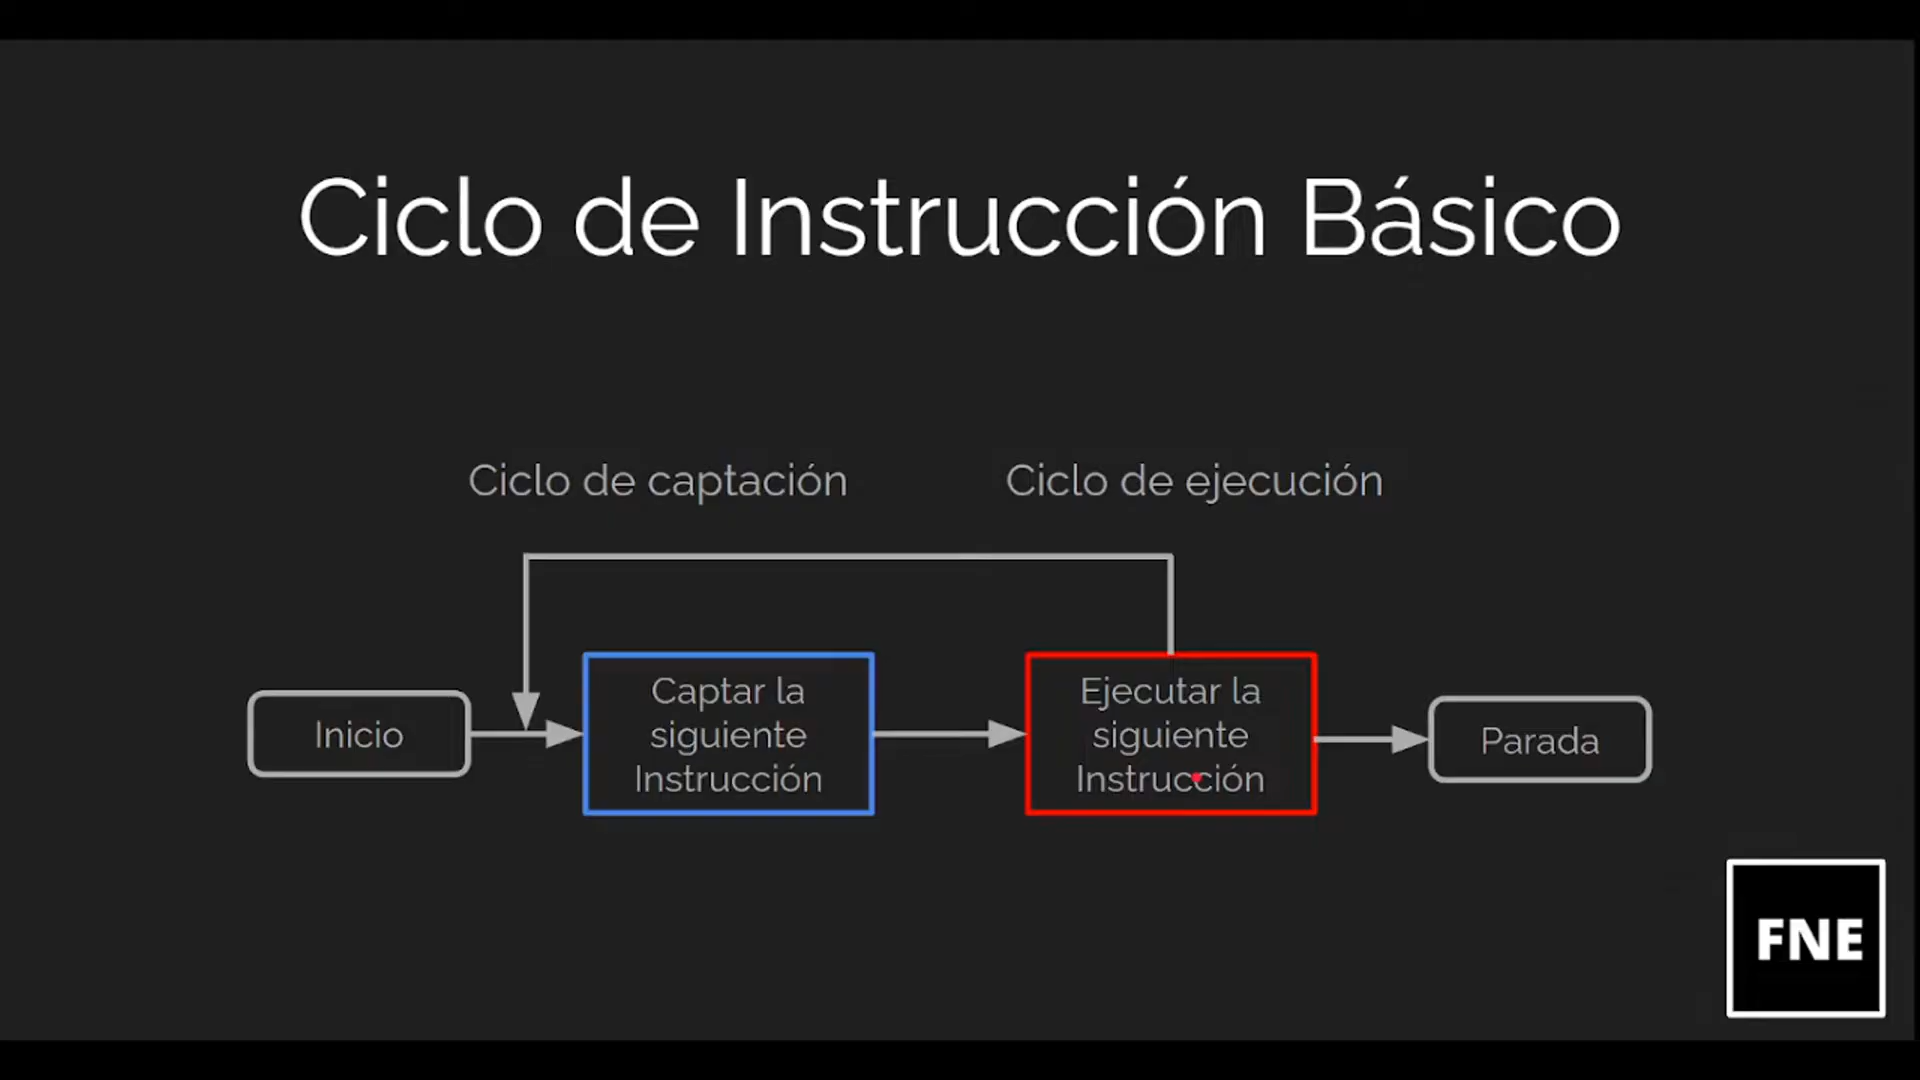 Ciclo de Instrucción Básico
Ciclo de captación
Ciclo de ejecución
Inicio
Captar la
siguiente
Instrucción
Ejecutar la
siguiente
Instrucción
Parada
FNE